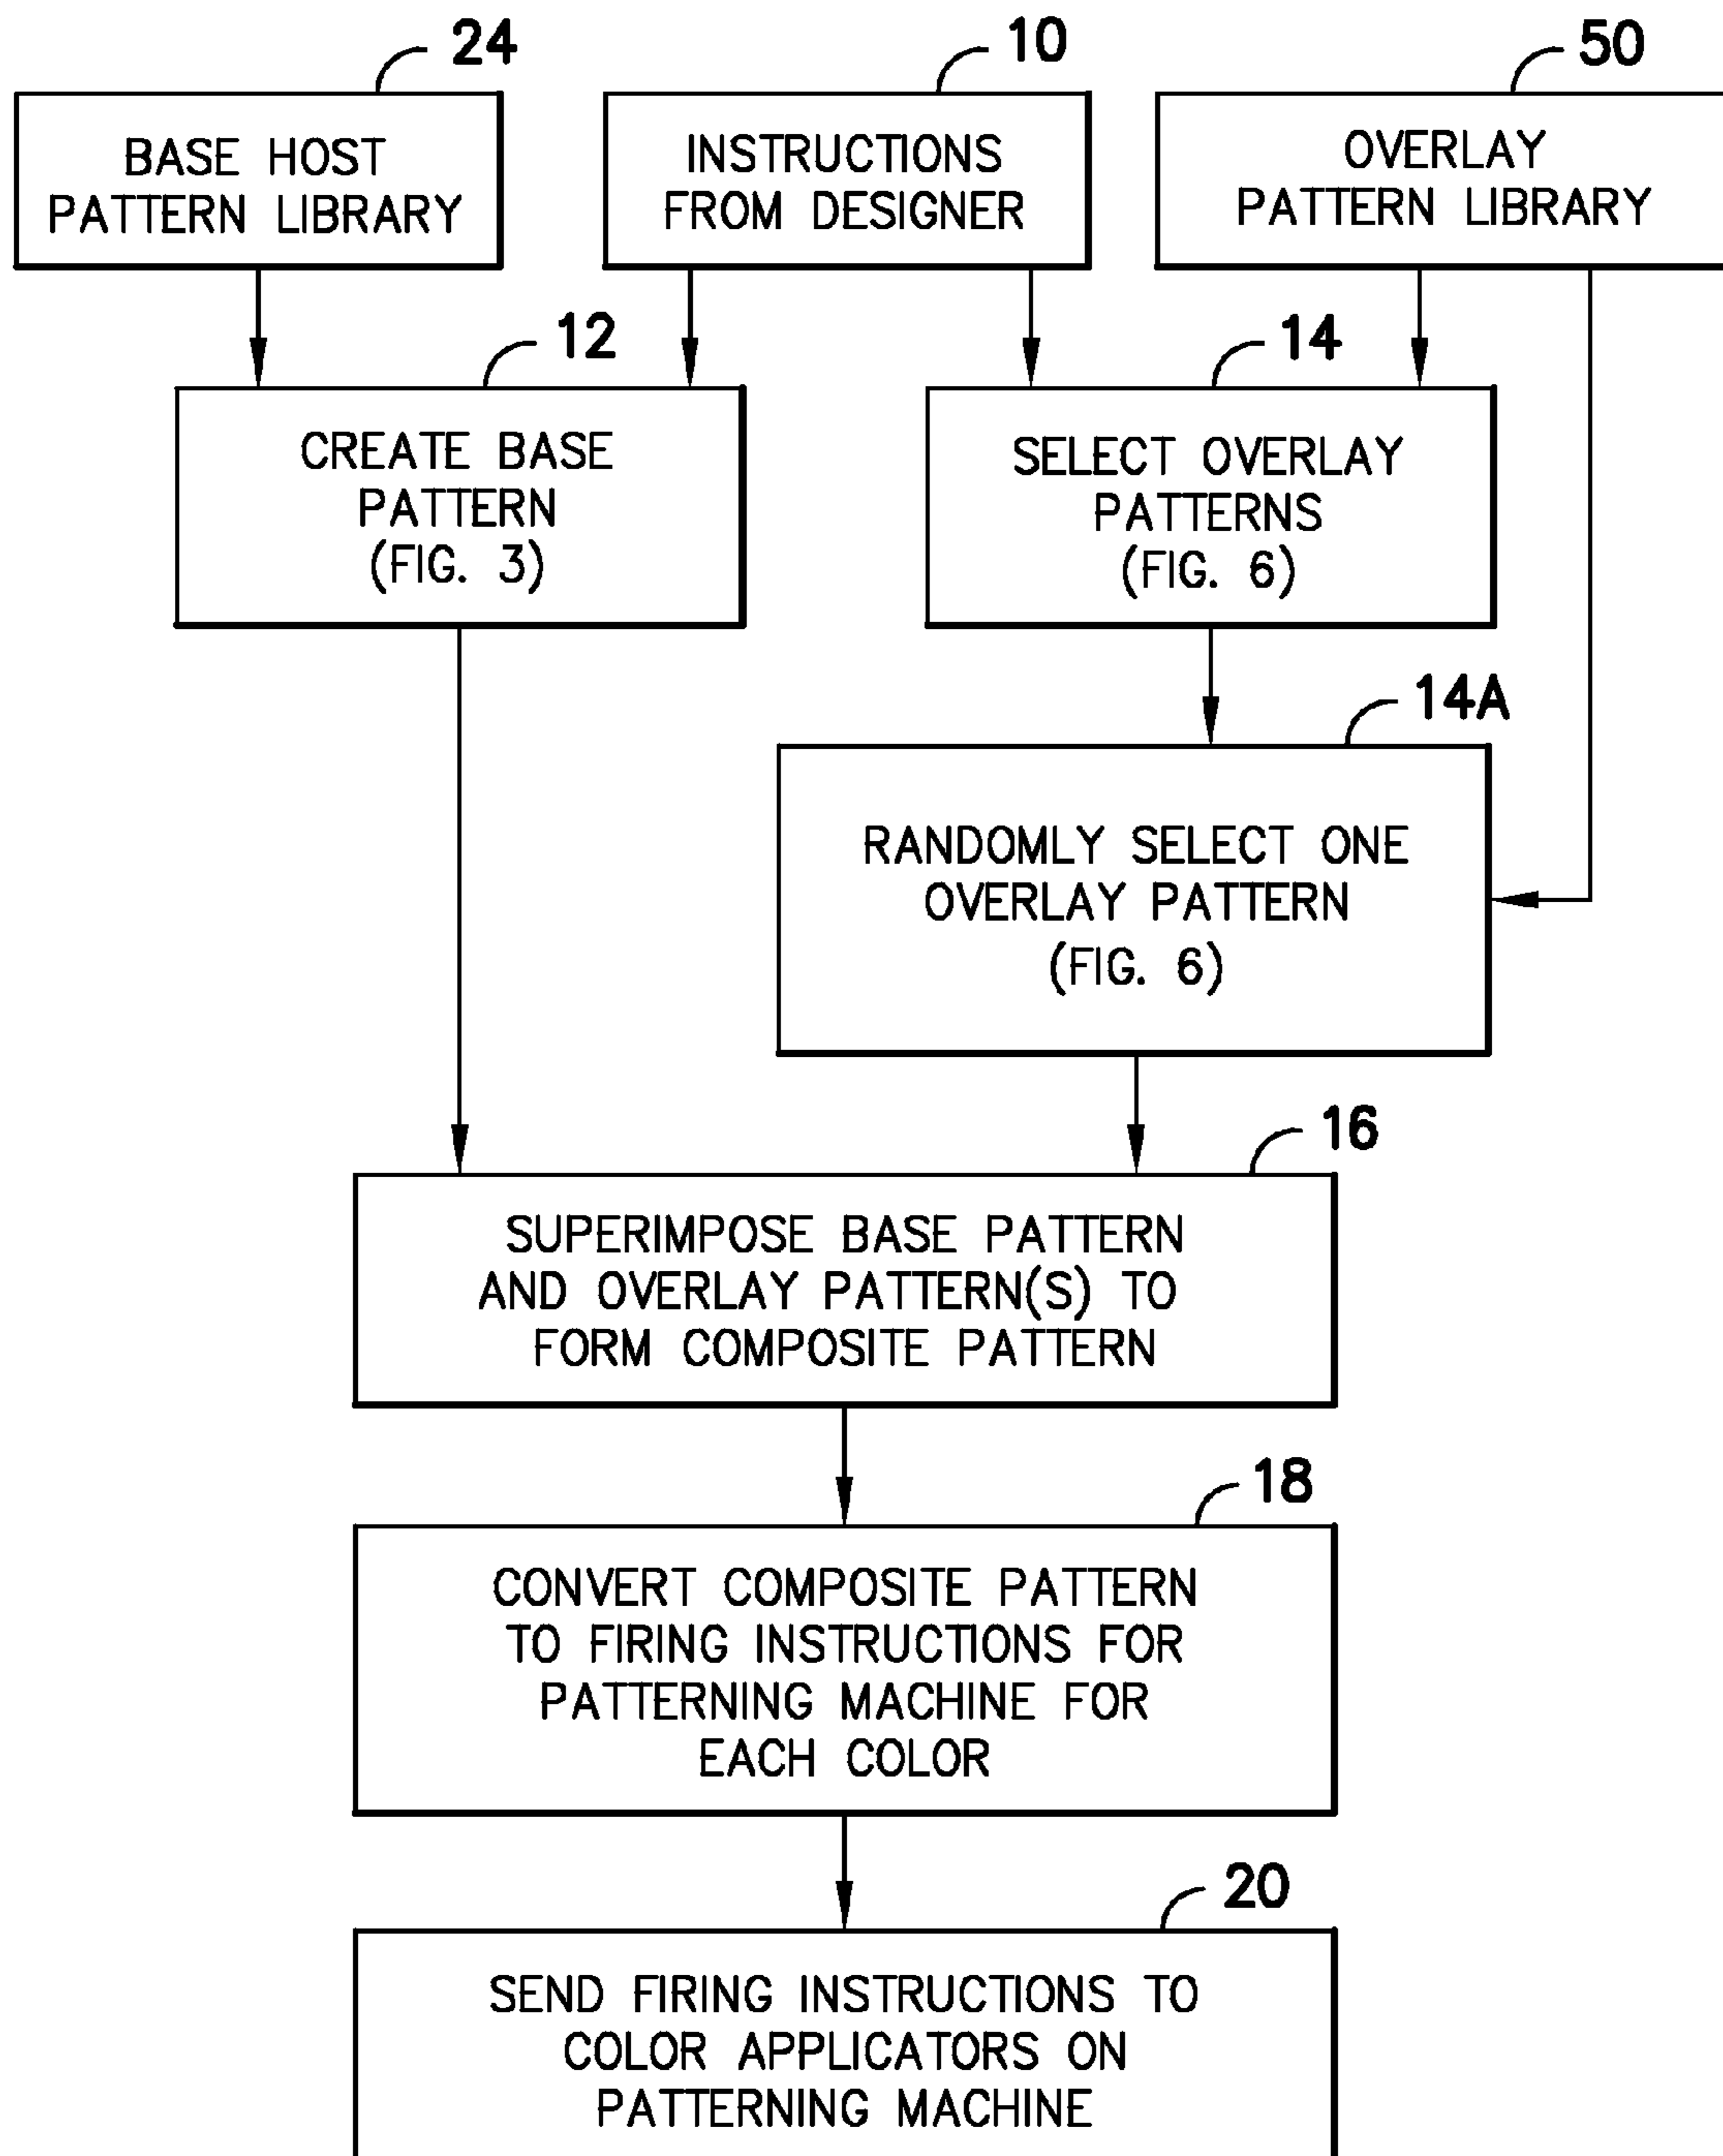 24
BASE HOST
PATTERN LIBRARY
10
INSTRUCTIONS
FROM DESIGNER
50
OVERLAY
PATTERN LIBRARY
12
CREATE BASE
PATTERN
(FIG. 3)
14
SELECT OVERLAY
PATTERNS
(FIG. 6)
14A
RANDOMLY SELECT ONE
OVERLAY PATTERN
(FIG. 6)
16
SUPERIMPOSE BASE PATTERN
AND OVERLAY PATTERN(S) TO
FORM COMPOSITE PATTERN
18
CONVERT COMPOSITE PATTERN
TO FIRING INSTRUCTIONS FOR
PATTERNING MACHINE FOR
EACH COLOR
20
SEND FIRING INSTRUCTIONS TO
COLOR APPLICATORS ON
PATTERNING MACHINE